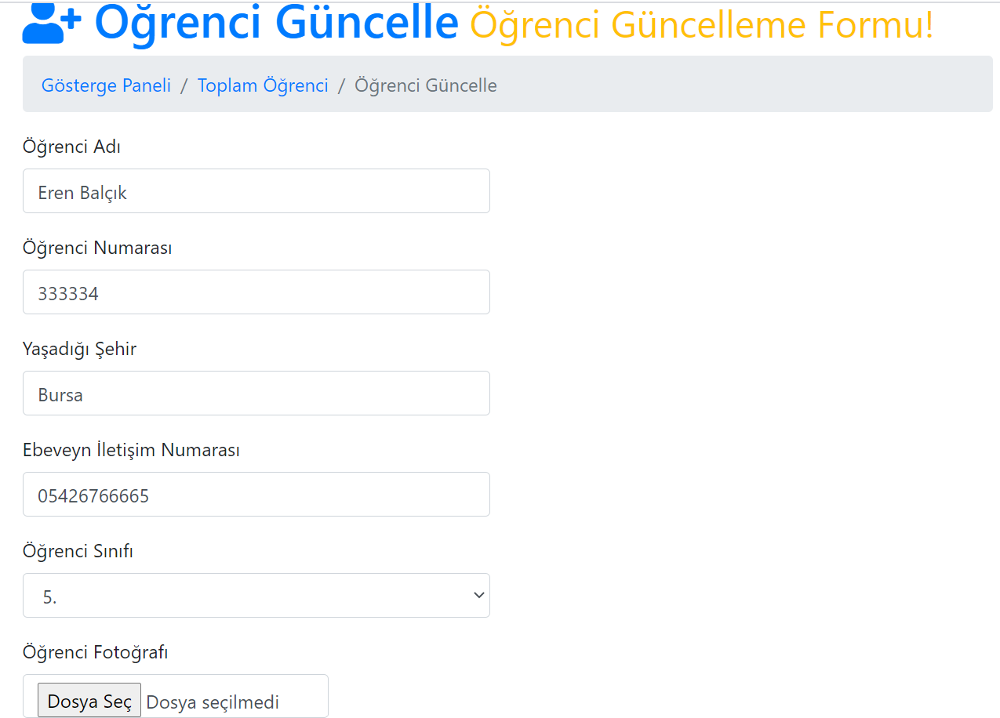 Öğrenci Güncelle Öğrenci Güncelleme Formu!
Gösterge Paneli / Toplam Öğrenci / Öğrenci Güncelle
Öğrenci Adı
Eren Balçık
Öğrenci Numarası
333334
Yaşadığı Şehir
Bursa
Ebeveyn İletişim Numarası
05426766665
Öğrenci Sınıfı
5.
Öğrenci Fotoğrafı
Dosya Seç Dosya seçilmedi